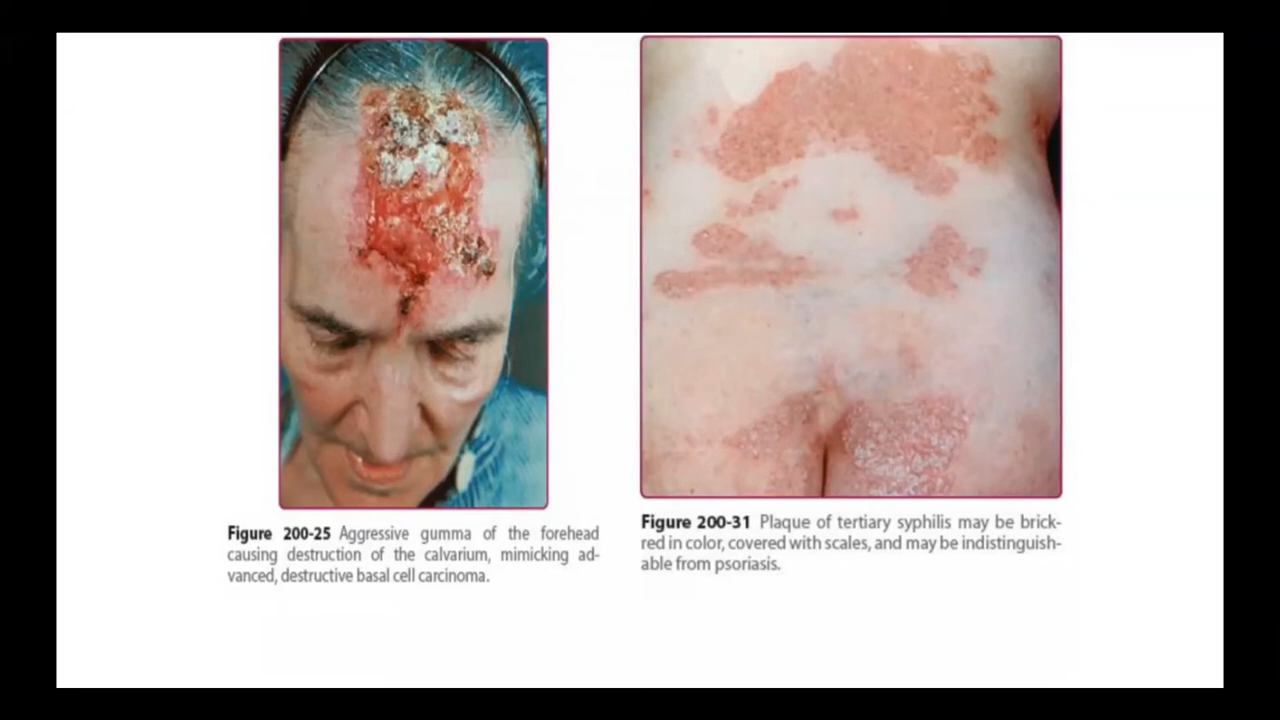 Figure 200-25 Aggressive gumma of the forehead
causing destruction of the calvarium, mimicking ad-
vanced, destructive basal cell carcinoma.
Figure 200-31 Plaque of tertiary syphilis may be brick-
red in color, covered with scales, and may be indistinguish-
able from psoriasis.